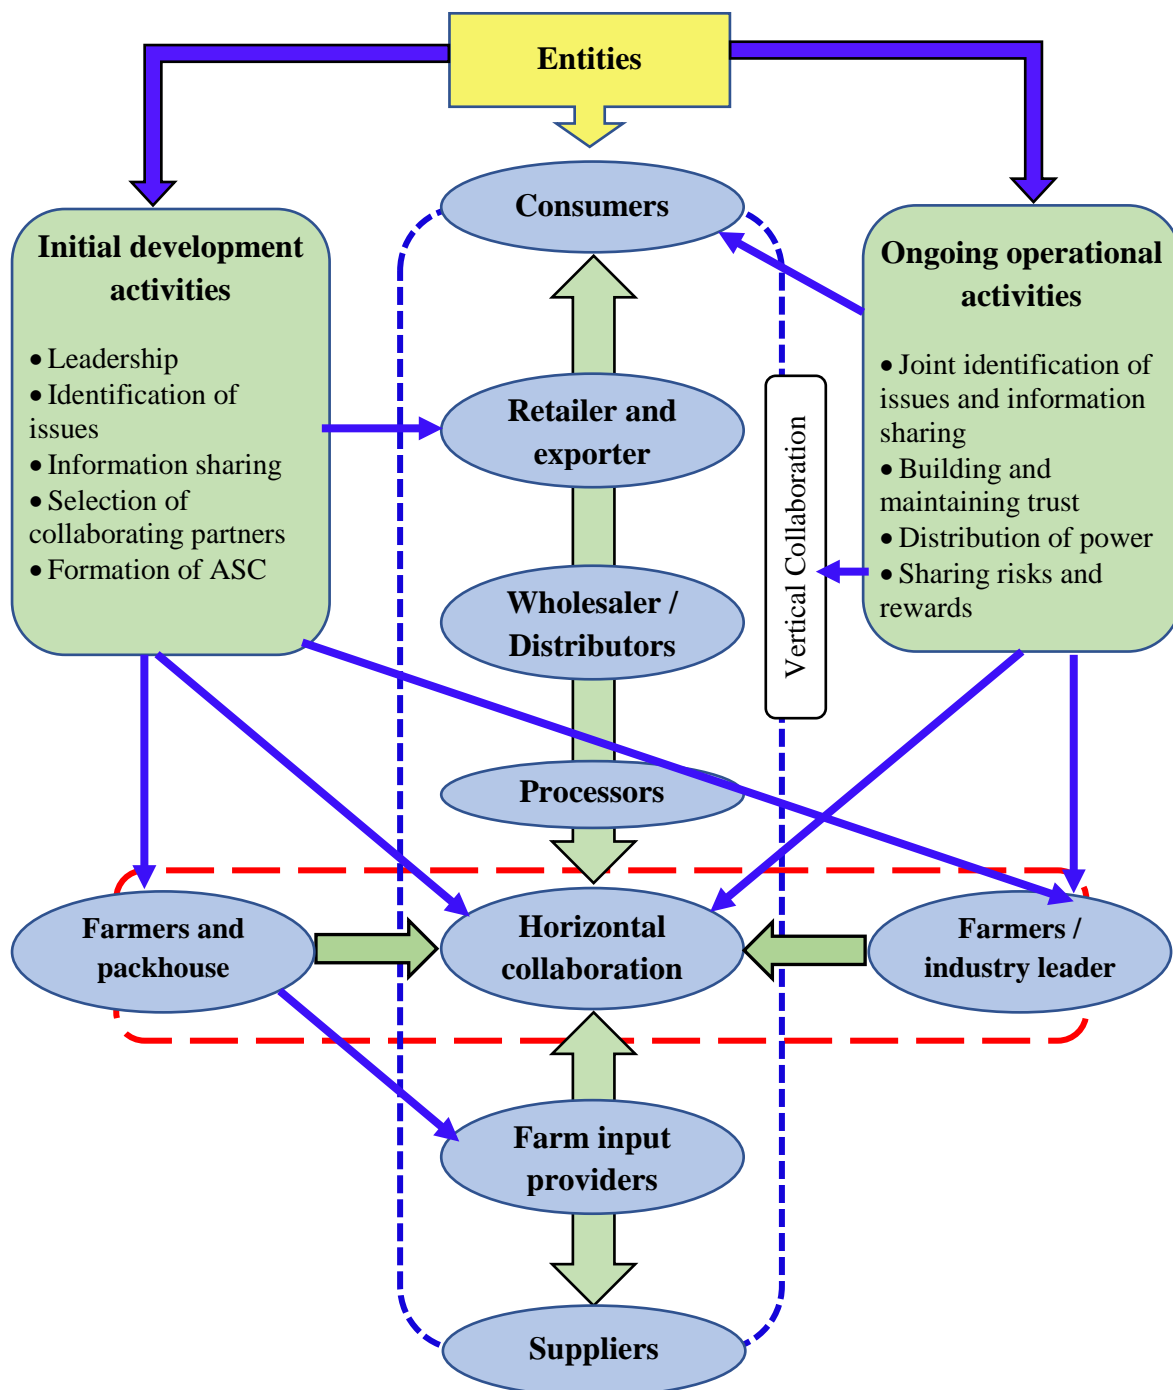 Entities
Consumers
Initial development
activities
• Leadership
• Identification of
issues
• Information sharing
• Selection of
collaborating partners
• Formation of ASC
Ongoing operational
activities
• Joint identification of
issues and information
sharing
• Building and
maintaining trust
• Distribution of power
• Sharing risks and
rewards
Retailer and
exporter
Vertical Collaboration
Wholesaler /
Distributors
Processors
Farmers and
packhouse
Horizontal
collaboration
Farmers /
industry leader
Farm input
providers
Suppliers